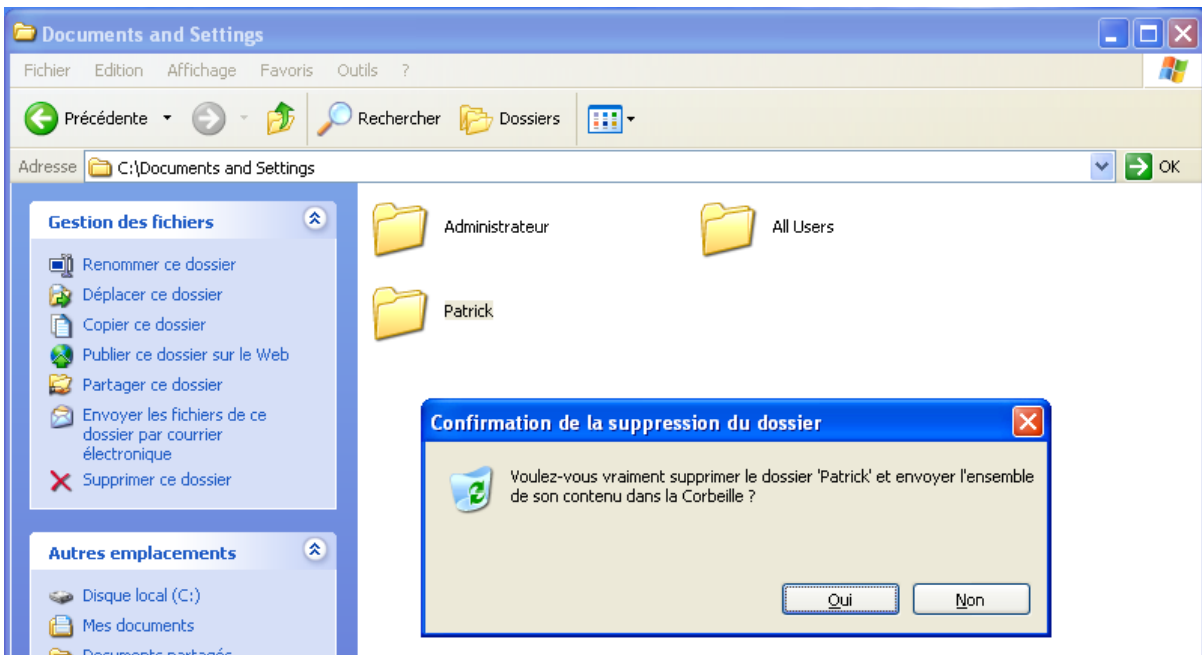 Documents and Settings
Fichier Edition Affichage Favoris Outils ?
Précédente Rechercher Dossiers
Adresse C:\Documents and Settings OK
Gestion des fichiers
Renommer ce dossier
Déplacer ce dossier
Copier ce dossier
Publier ce dossier sur le Web
Partager ce dossier
Envoyer les fichiers de ce
dossier par courrier
électronique
Supprimer ce dossier
Autres emplacements
Disque local (C:)
Mes documents
Documents partagés
Administrateur All Users
Patrick
Confirmation de la suppression du dossier
Voulez-vous vraiment supprimer le dossier 'Patrick' et envoyer l'ensemble
de son contenu dans la Corbeille ?
Oui Non